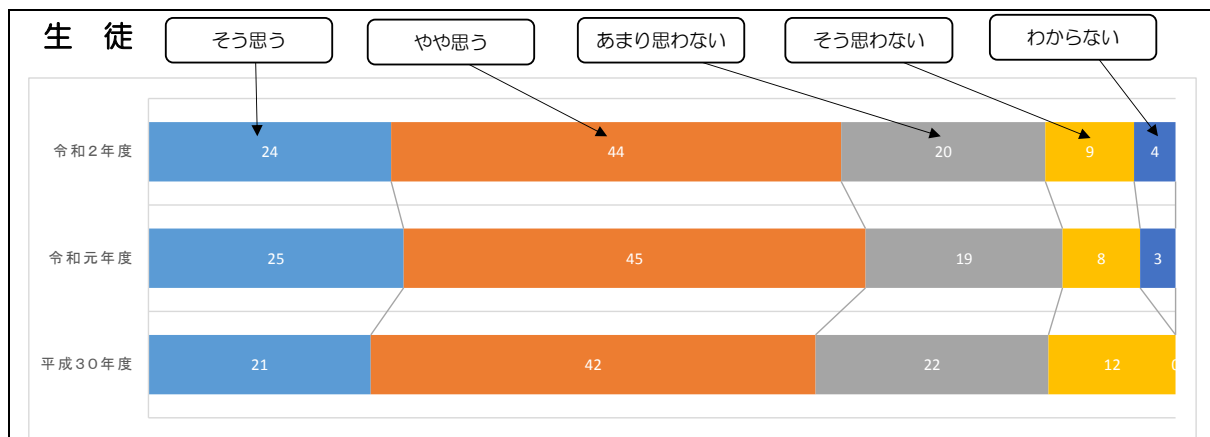 生 徒
そう思う やや思う あまり思わない そう思わない わからない
令和２年度 24 44 20 9 4
令和元年度 25 45 19 8 3
平成３０年度 21 42 22 12 0